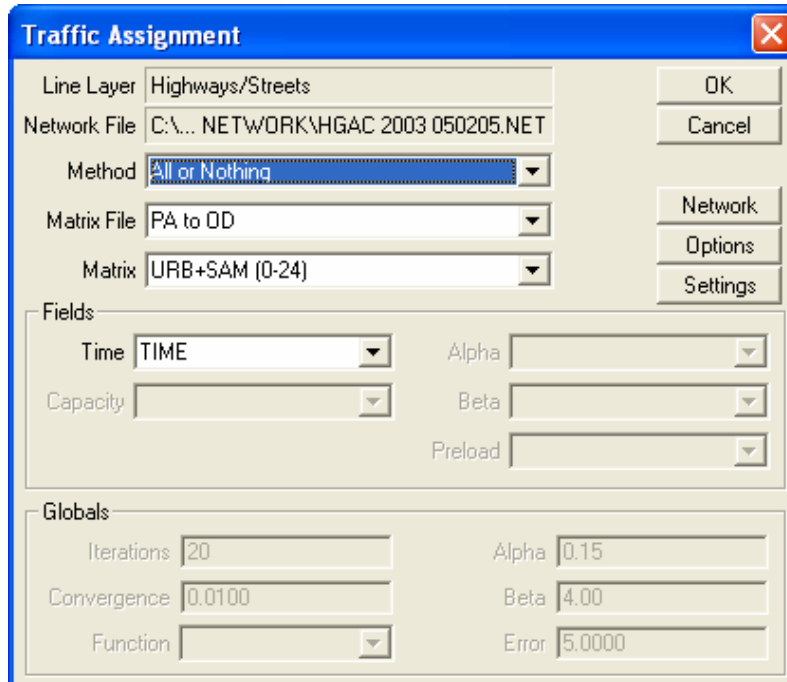 Traffic Assignment
Line Layer Highways/Streets OK
Network File C:\... NETWORK\HGAC 2003 050205.NET Cancel
Method All or Nothing
Matrix File PA to OD Network
Matrix URB+SAM (0-24) Options
Settings
Fields
Time TIME Alpha
Capacity Beta
Preload
Globals
Iterations 20 Alpha 0.15
Convergence 0.0100 Beta 4.00
Function Error 5.0000